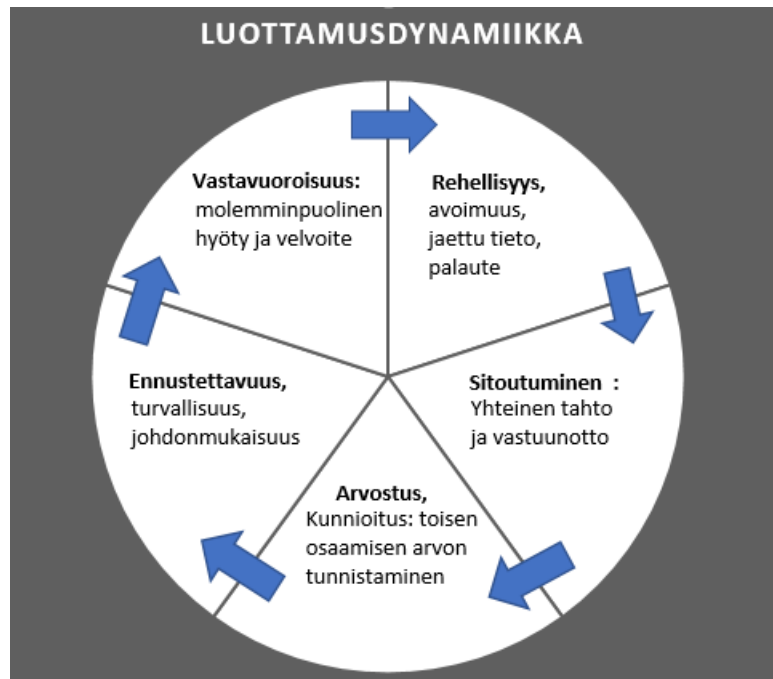 LUOTTAMUSDYNAMIIKKA
Vastavuoroisuus:
molemminpuolinen
hyöty ja velvoite
Rehellisyys,
avoimuus,
jaettu tieto,
palaute
Sitoutuminen :
Yhteinen tahto
ja vastuunotto
Arvostus,
Kunnioitus: toisen
osaamisen arvon
tunnistaminen
Ennustettavuus,
turvallisuus,
johdonmukaisuus